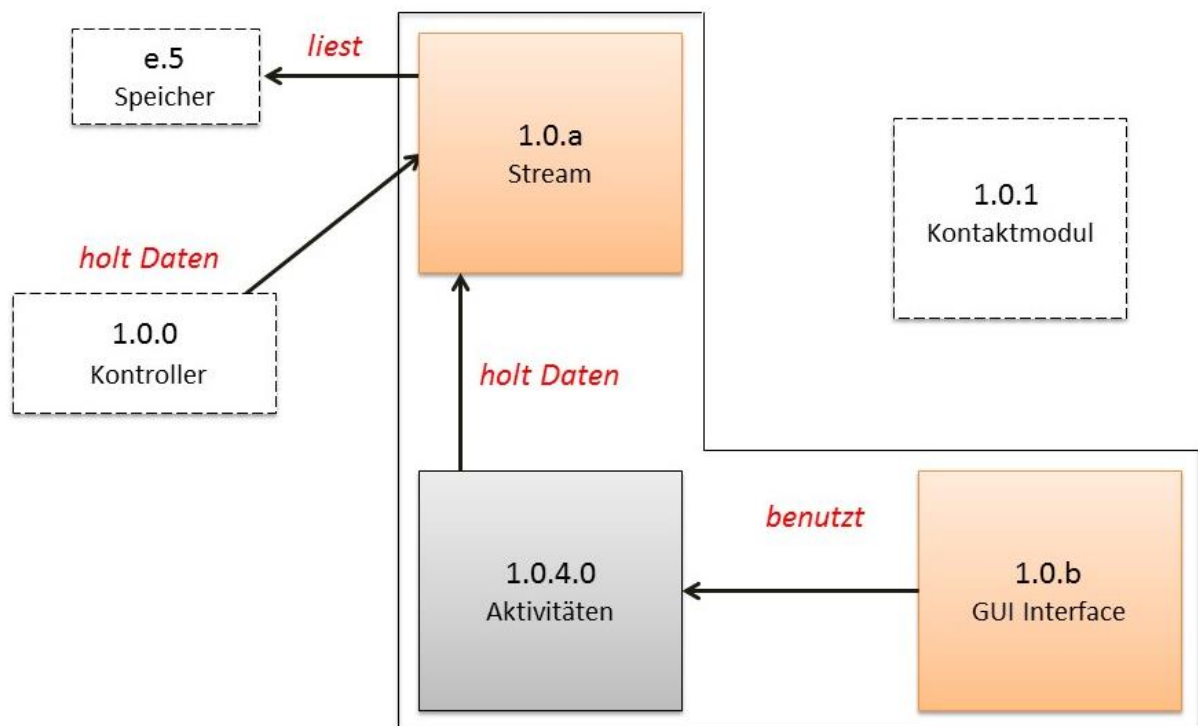 liest
e.5
Speicher
1.0.a
Stream
1.0.1
Kontaktmodul
holt Daten
1.0.0
Kontroller
holt Daten
benutzt
1.0.4.0
Aktivitäten
1.0.b
GUI Interface